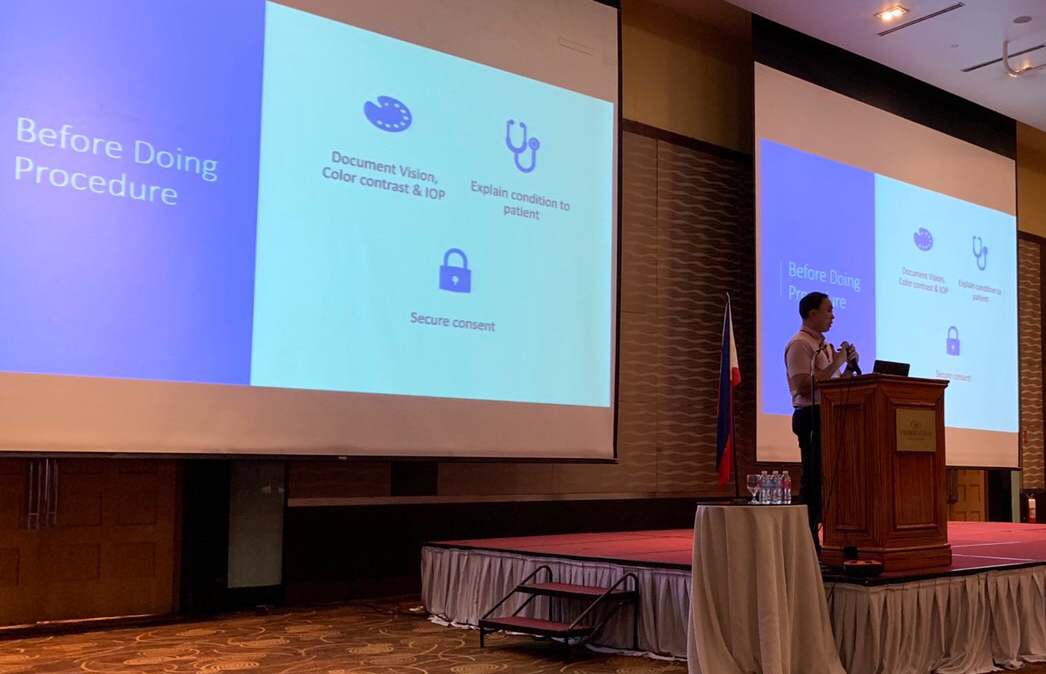 Before Doing
Procedure
Document Vision,
Color contrast & IOP
Explain condition to
patient
Secure consent
Before Doing
Procedure
Document Vision,
Color contrast & IOP
Explain condition to
patient
Secure consent